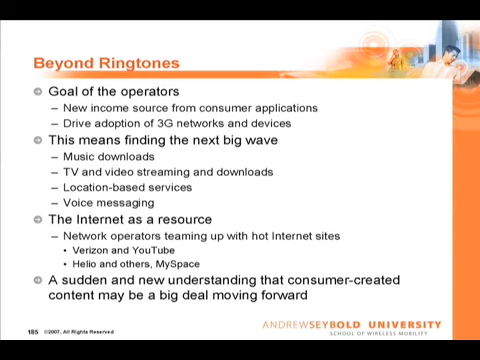 Beyond Ringtones
Goal of the operators
– New income source from consumer applications
– Drive adoption of 3G networks and devices
This means finding the next big wave
– Music downloads
– TV and video streaming and downloads
– Location-based services
– Voice messaging
The Internet as a resource
– Network operators teaming up with hot Internet sites
• Verizon and YouTube
• Helio and others, MySpace
A sudden and new understanding that consumer-created
content may be a big deal moving forward
ANDREWSEYBOLD UNIVERSITY
SCHOOL OF WIRELESS MOBILITY
185 ©2007, All Rights Reserved